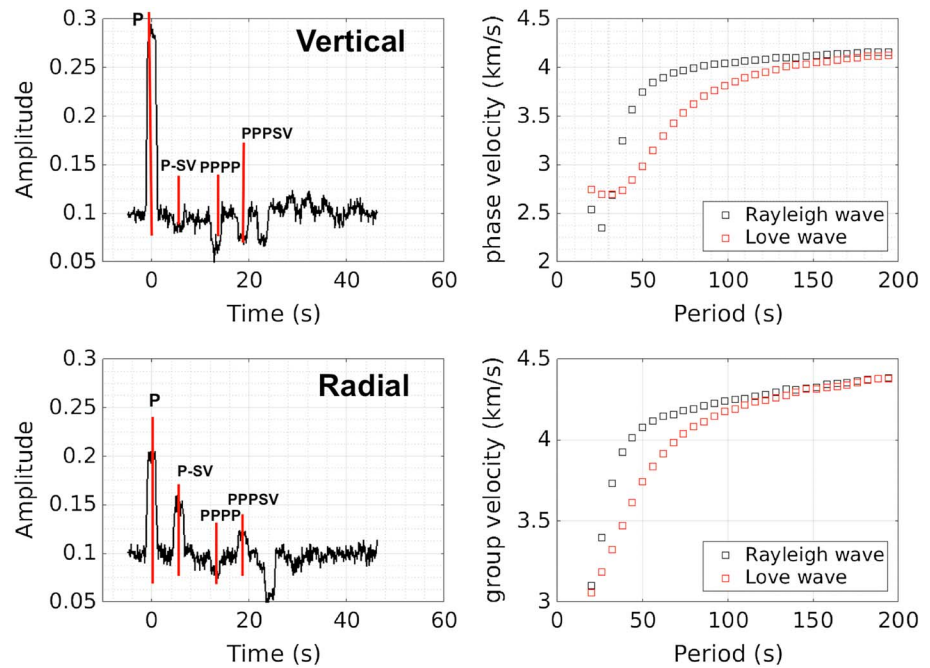 Vertical
P
P-SV
PPPP
PPPSV
0.3
0.25
0.2
0.15
0.1
0.05
Amplitude
0 20 40 60
Time (s)
4.5
4
3.5
3
2.5
2
phase velocity (km/s)
Rayleigh wave
Love wave
0 50 100 150 200
Period (s)
Radial
P
P-SV
PPPP
PPPSV
0.3
0.25
0.2
0.15
0.1
0.05
Amplitude
0 20 40 60
Time (s)
4.5
4
3.5
3
group velocity (km/s)
Rayleigh wave
Love wave
0 50 100 150 200
Period (s)